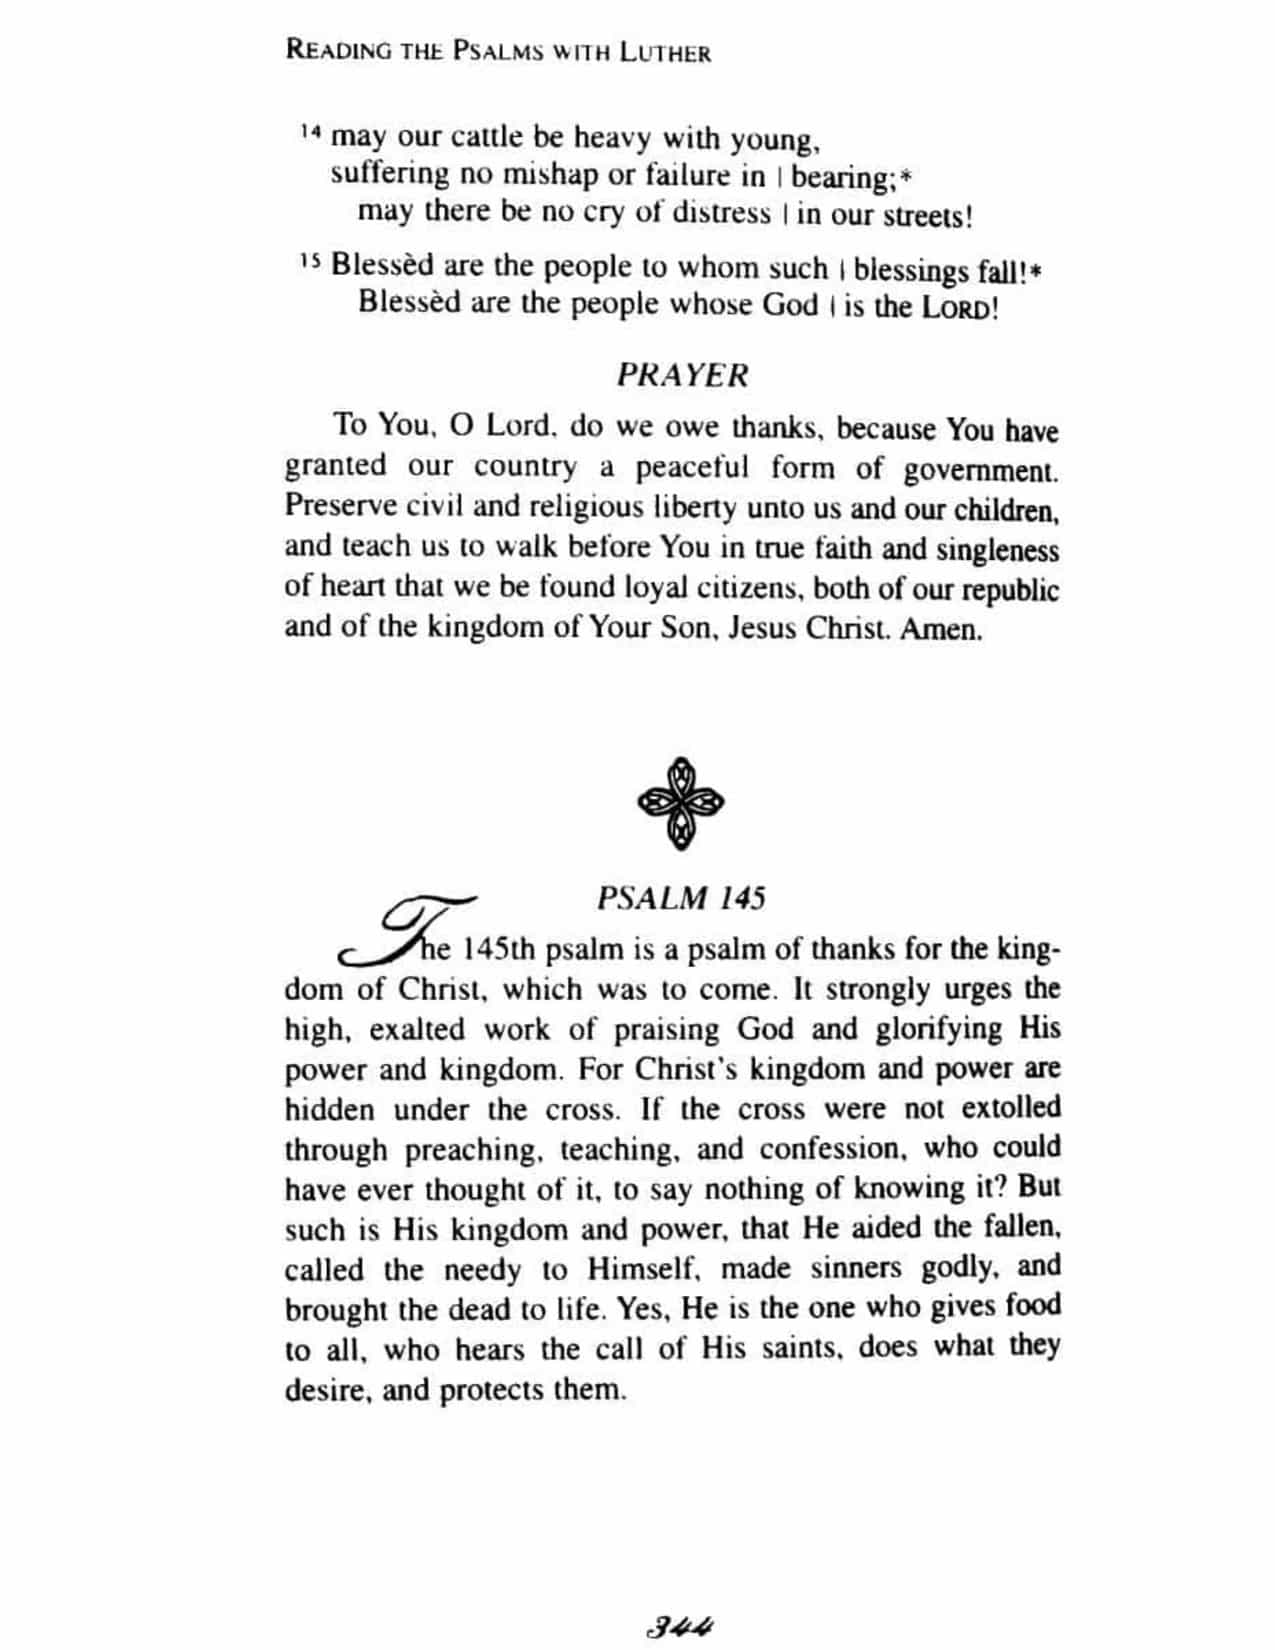 READING THE PSALMS WITH LUTHER
14 may our cattle be heavy with young,
suffering no mishap or failure in | bearing;*
may there be no cry of distress | in our streets!
15 Blessèd are the people to whom such | blessings fall!*
Blessèd are the people whose God | is the LORD!
PRAYER
To You, O Lord, do we owe thanks, because You have
granted our country a peaceful form of government.
Preserve civil and religious liberty unto us and our children,
and teach us to walk before You in true faith and singleness
of heart that we be found loyal citizens, both of our republic
and of the kingdom of Your Son, Jesus Christ. Amen.
PSALM 145
The 145th psalm is a psalm of thanks for the king-
dom of Christ, which was to come. It strongly urges the
high, exalted work of praising God and glorifying His
power and kingdom. For Christ's kingdom and power are
hidden under the cross. If the cross were not extolled
through preaching, teaching, and confession, who could
have ever thought of it, to say nothing of knowing it? But
such is His kingdom and power, that He aided the fallen,
called the needy to Himself, made sinners godly, and
brought the dead to life. Yes, He is the one who gives food
to all, who hears the call of His saints, does what they
desire, and protects them.
344